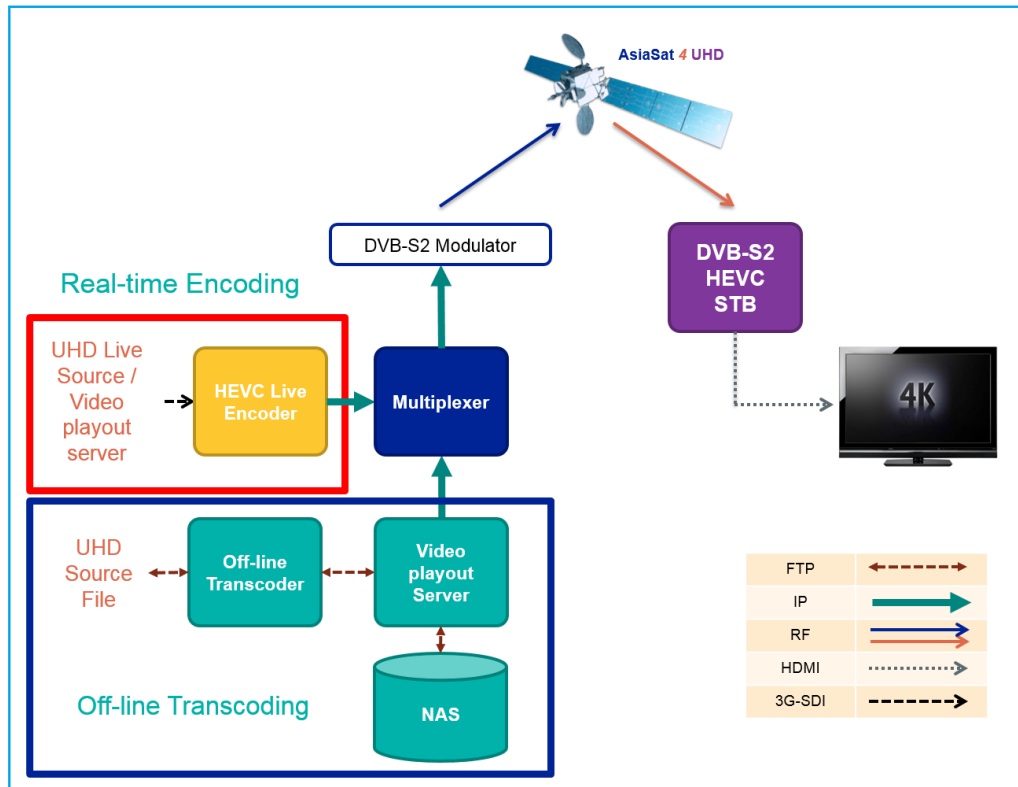 AsiaSat 4 UHD
DVB-S2 Modulator
DVB-S2
HEVC
STB
Real-time Encoding
UHD Live
Source /
Video
playout
server
HEVC Live
Encoder
Multiplexer
4K
UHD
Source
File
Off-line
Transcoder
Video
playout
Server
NAS
Off-line Transcoding
FTP
IP
RF
HDMI
3G-SDI